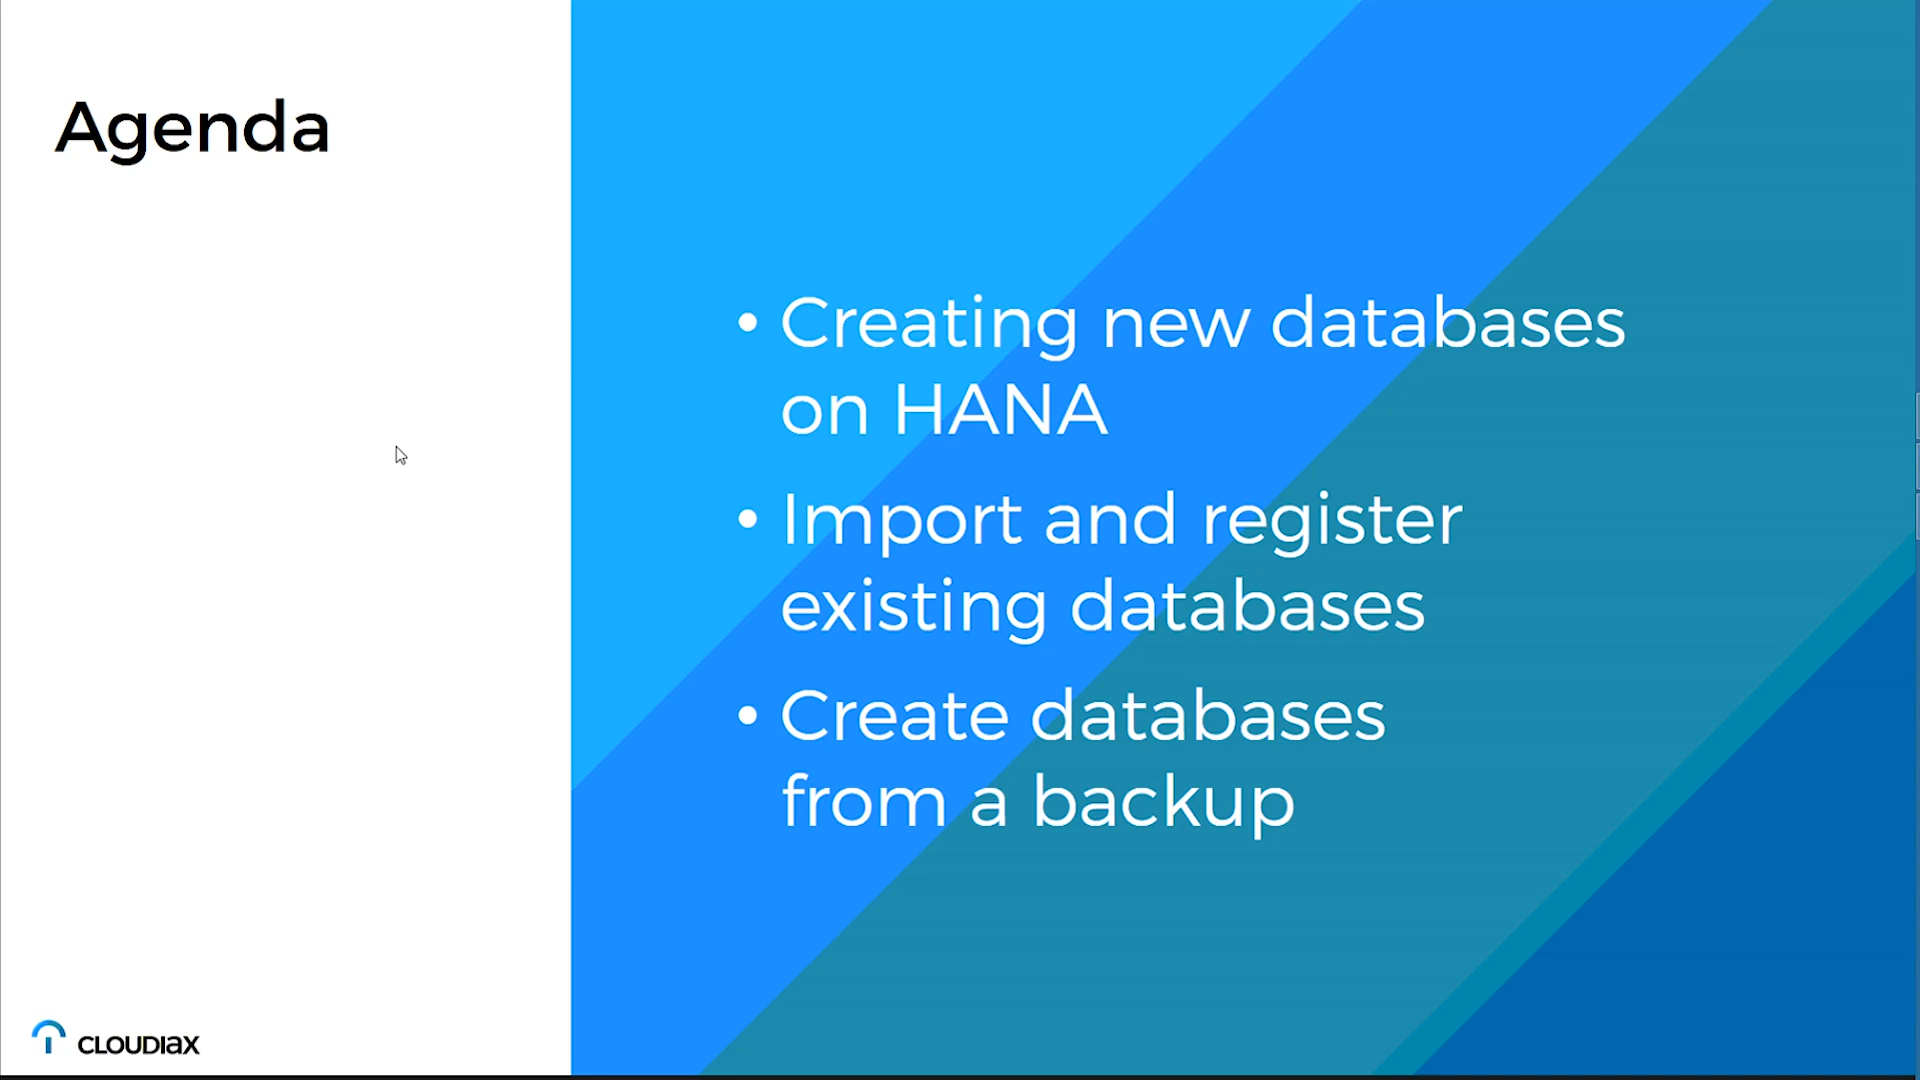 Agenda
• Creating new databases
on HANA
• Import and register
existing databases
• Create databases
from a backup
CLOUDIAX